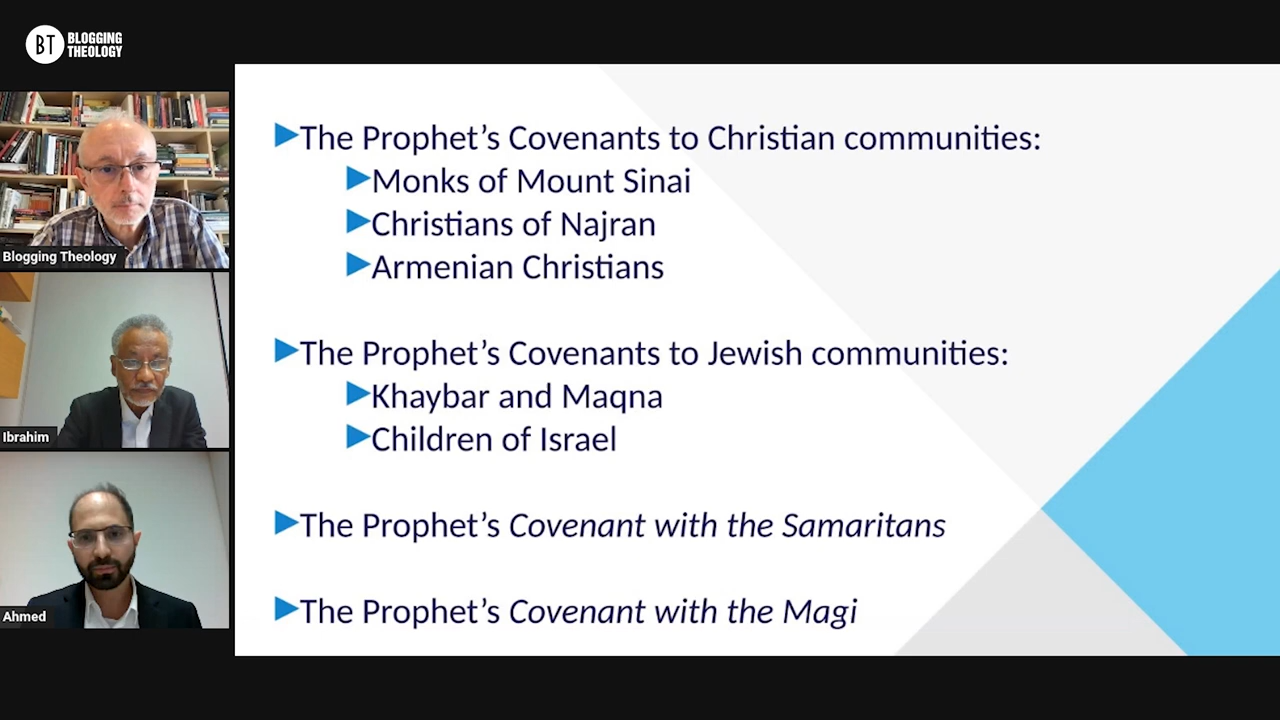 BT BLOGGING
THEOLOGY
Blogging Theology
Ibrahim
Ahmed
The Prophet’s Covenants to Christian communities:
Monks of Mount Sinai
Christians of Najran
Armenian Christians
The Prophet’s Covenants to Jewish communities:
Khaybar and Maqna
Children of Israel
The Prophet’s Covenant with the Samaritans
The Prophet’s Covenant with the Magi